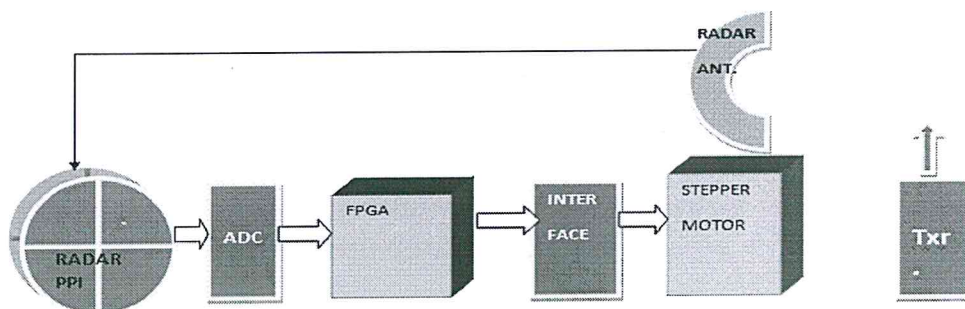 RADAR
ANT.
RADAR
PPI
ADC
FPGA
INTER
FACE
STEPPER
MOTOR
Txr